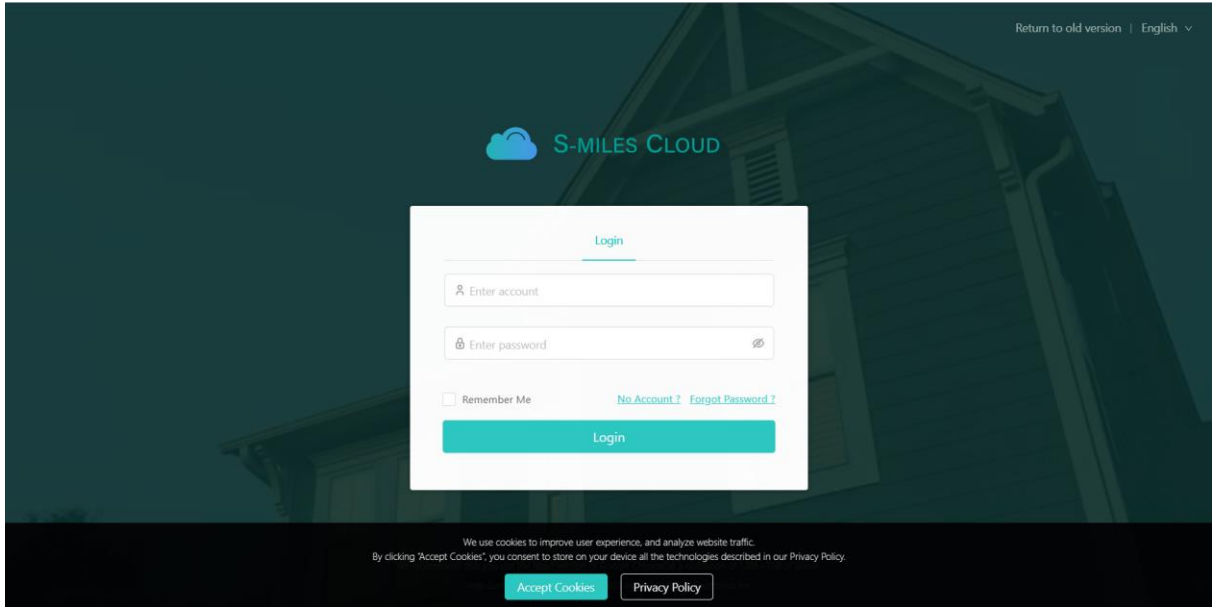 Return to old version | English
S-MILES CLOUD
Login
Enter account
Enter password
Remember Me No Account ? Forgot Password ?
Login
We use cookies to improve user experience, and analyze website traffic.
By clicking "Accept Cookies", you consent to store on your device all the technologies described in our Privacy Policy.
Accept Cookies Privacy Policy